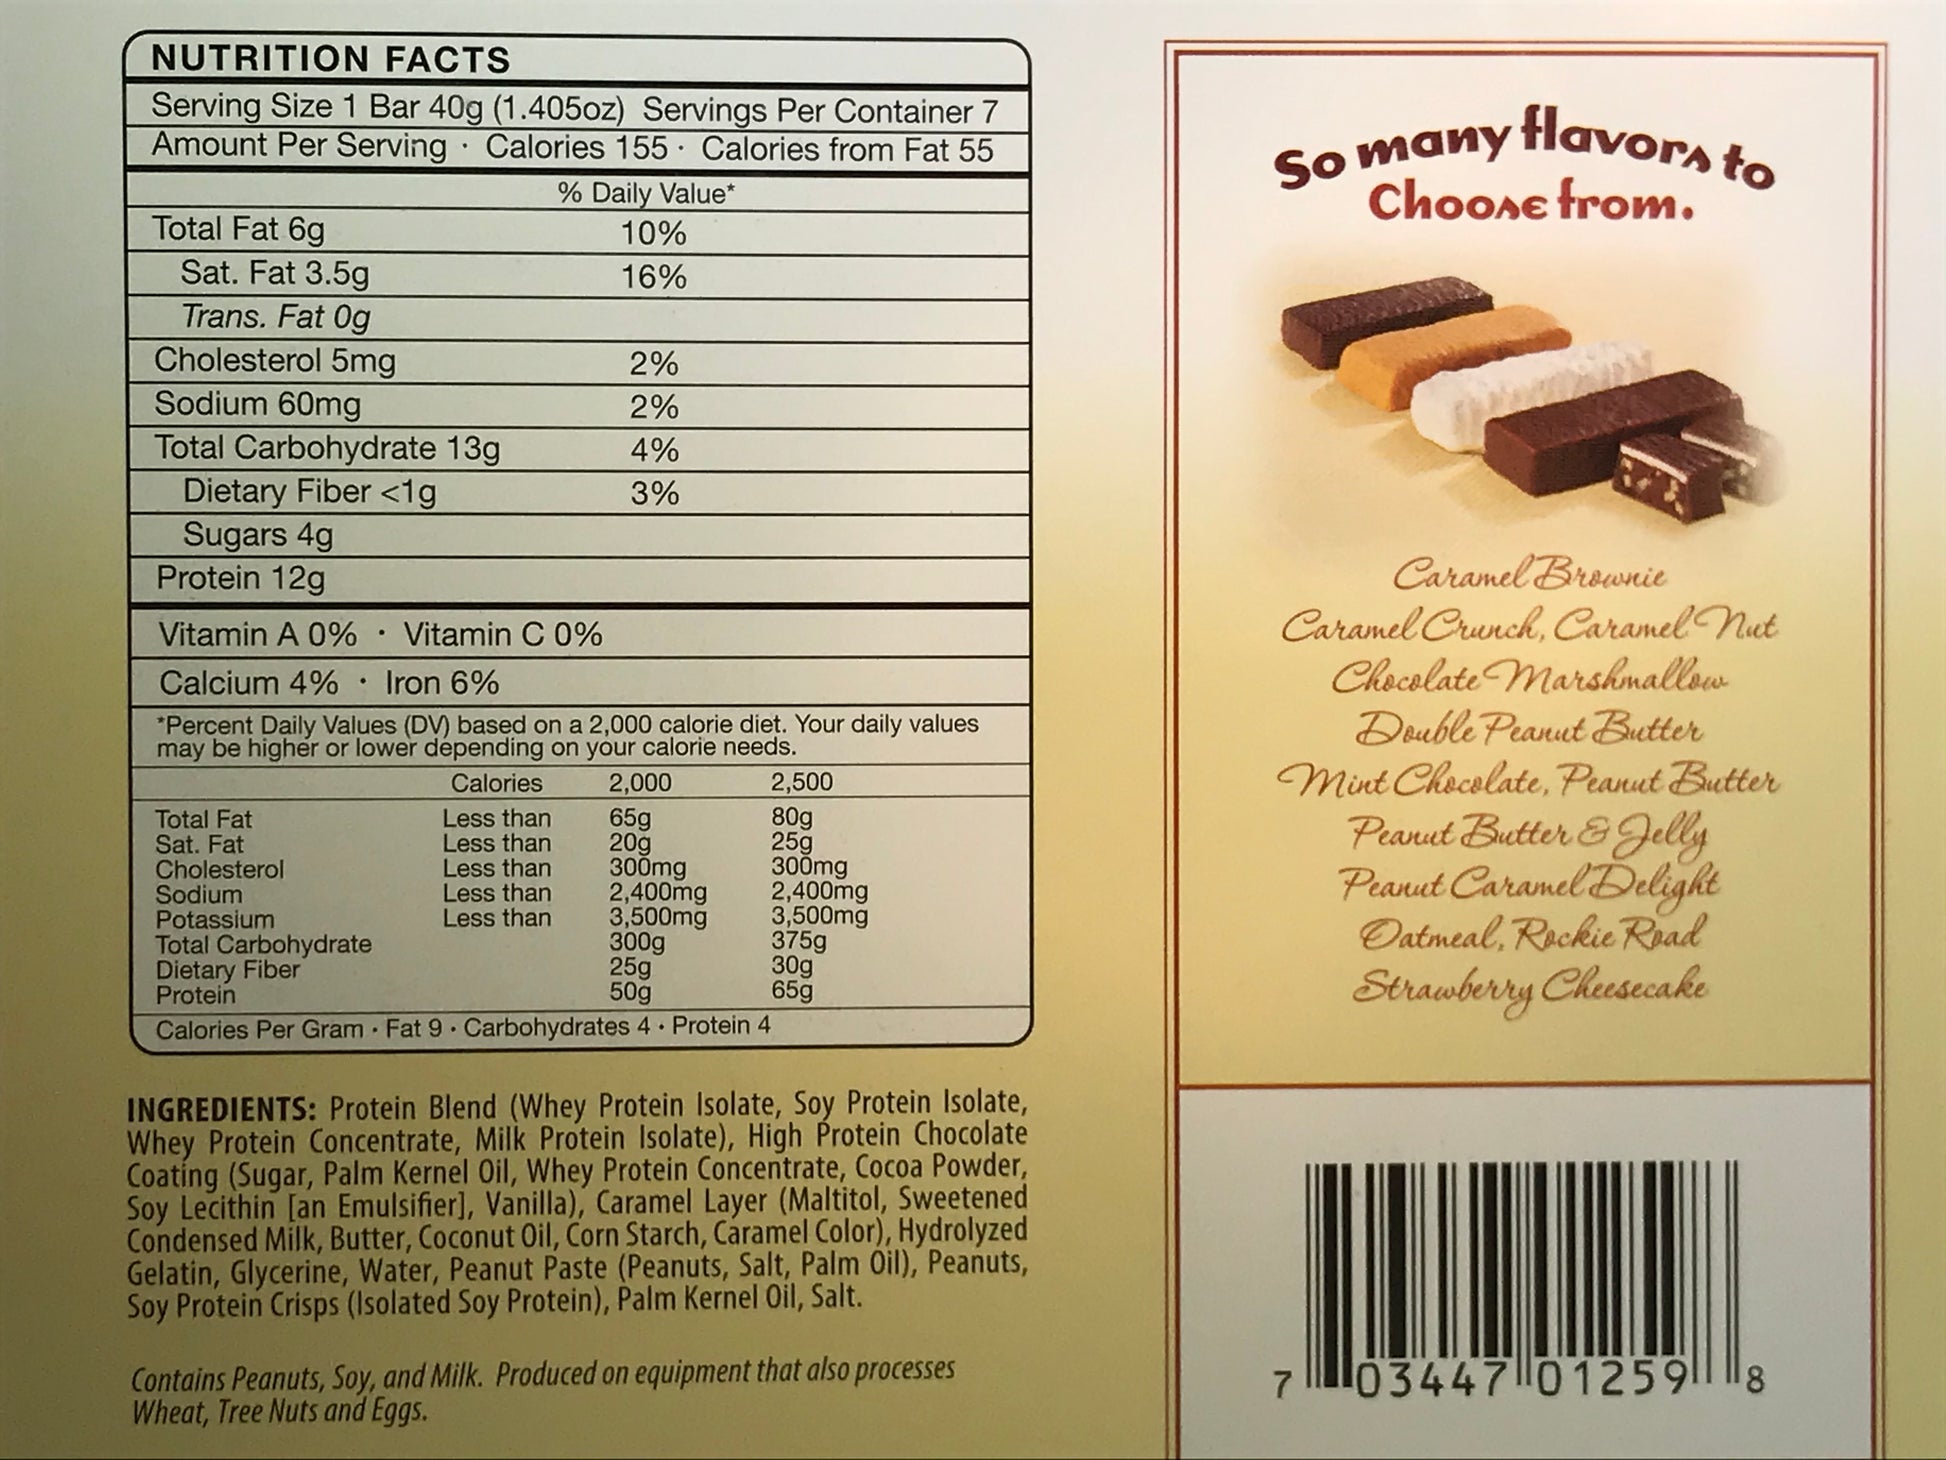 NUTRITION FACTS
Serving Size 1 Bar 40g (1.405oz) Servings Per Container 7
Amount Per Serving · Calories 155 · Calories from Fat 55
% Daily Value*
Total Fat 6g 10%
Sat. Fat 3.5g 16%
Trans. Fat 0g
Cholesterol 5mg 2%
Sodium 60mg 2%
Total Carbohydrate 13g 4%
Dietary Fiber <1g 3%
Sugars 4g
Protein 12g
Vitamin A 0% · Vitamin C 0%
Calcium 4% · Iron 6%
*Percent Daily Values (DV) based on a 2,000 calorie diet. Your daily values
may be higher or lower depending on your calorie needs.
Calories 2,000 2,500
Total Fat Less than 65g 80g
Sat. Fat Less than 20g 25g
Cholesterol Less than 300mg 300mg
Sodium Less than 2,400mg 2,400mg
Potassium Less than 3,500mg 3,500mg
Total Carbohydrate 300g 375g
Dietary Fiber 25g 30g
Protein 50g 65g
Calories Per Gram · Fat 9 · Carbohydrates 4 · Protein 4
INGREDIENTS: Protein Blend (Whey Protein Isolate, Soy Protein Isolate,
Whey Protein Concentrate, Milk Protein Isolate), High Protein Chocolate
Coating (Sugar, Palm Kernel Oil, Whey Protein Concentrate, Cocoa Powder,
Soy Lecithin [an Emulsifier], Vanilla), Caramel Layer (Maltitol, Sweetened
Condensed Milk, Butter, Coconut Oil, Corn Starch, Caramel Color), Hydrolyzed
Gelatin, Glycerine, Water, Peanut Paste (Peanuts, Salt, Palm Oil), Peanuts,
Soy Protein Crisps (Isolated Soy Protein), Palm Kernel Oil, Salt.
Contains Peanuts, Soy, and Milk. Produced on equipment that also processes
Wheat, Tree Nuts and Eggs.
So many flavors to
Choose from.
Caramel Brownie
Caramel Crunch, Caramel Nut
Chocolate Marshmallow
Double Peanut Butter
Mint Chocolate, Peanut Butter
Peanut Butter & Jelly
Peanut Caramel Delight
Oatmeal, Rockie Road
Strawberry Cheesecake
7 03447 01259 8